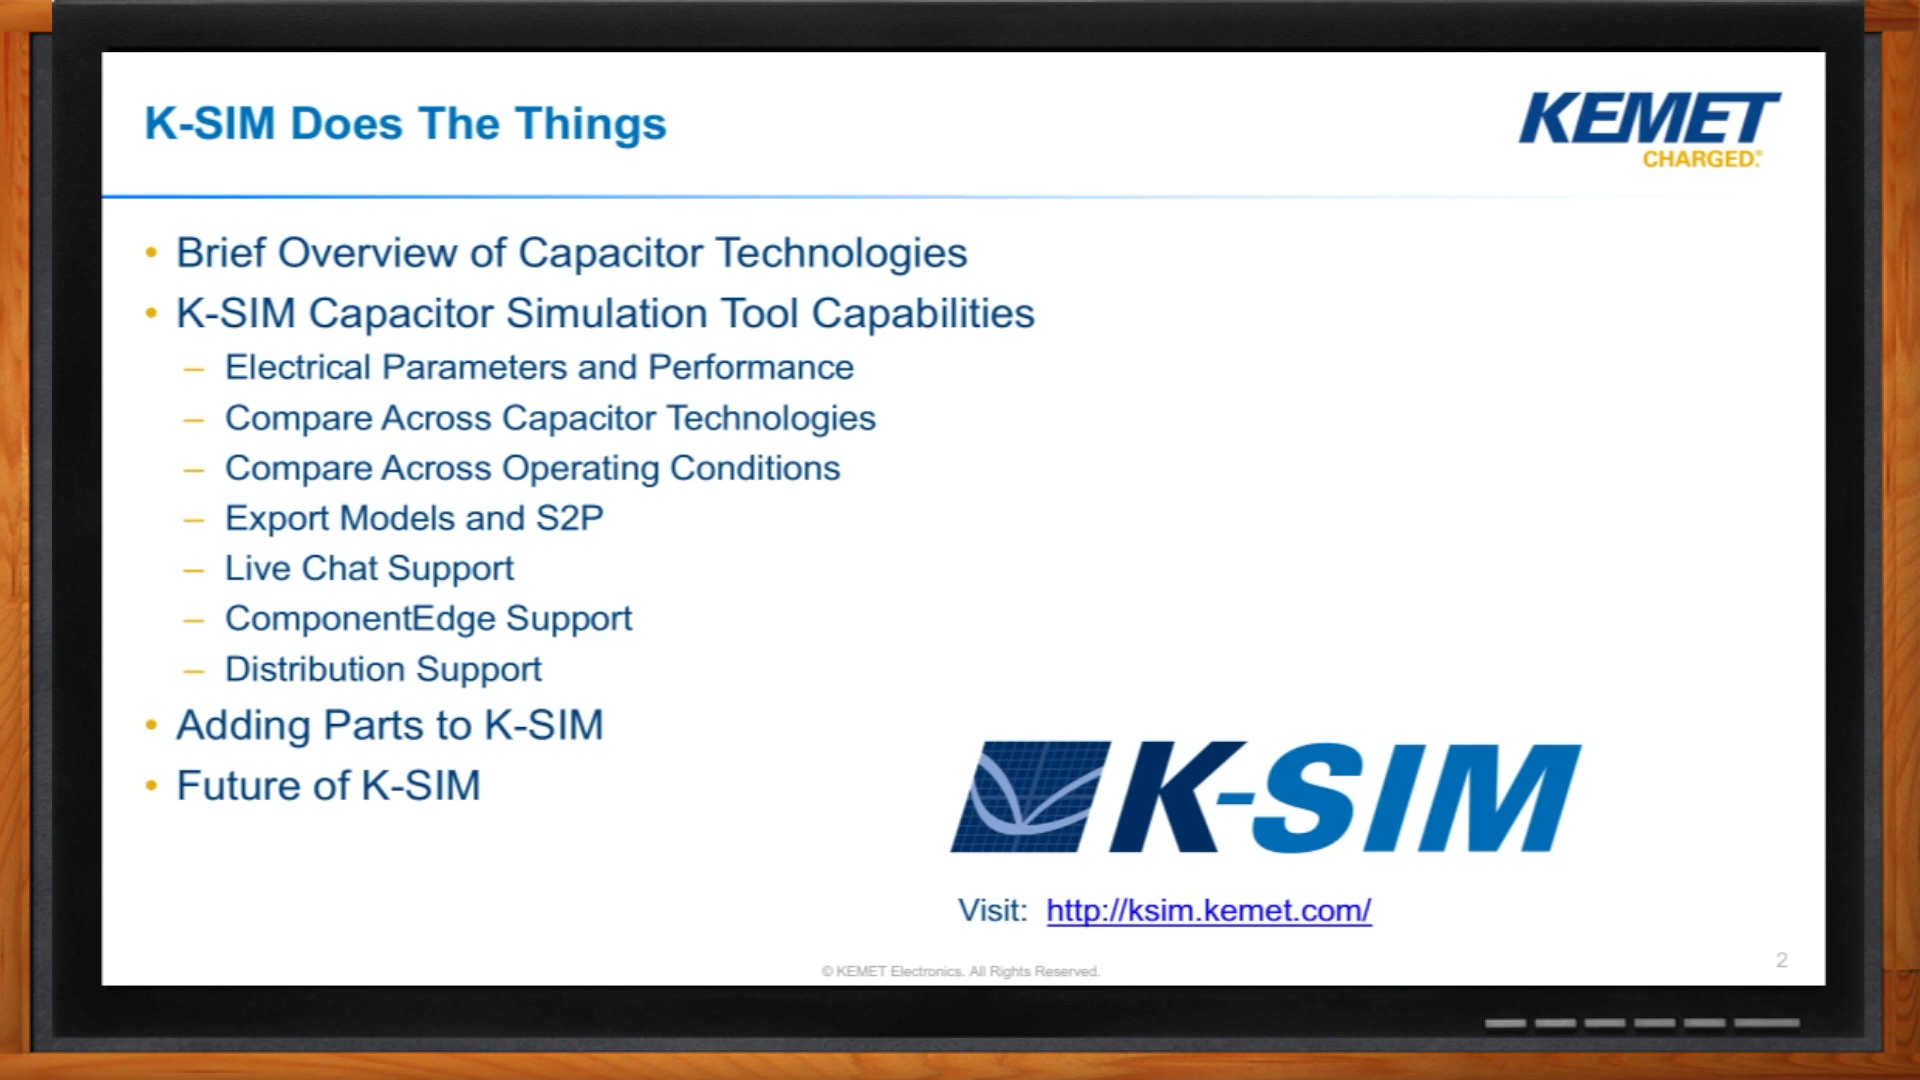 K-SIM Does The Things
KEMET
CHARGED.®
• Brief Overview of Capacitor Technologies
• K-SIM Capacitor Simulation Tool Capabilities
– Electrical Parameters and Performance
– Compare Across Capacitor Technologies
– Compare Across Operating Conditions
– Export Models and S2P
– Live Chat Support
– ComponentEdge Support
– Distribution Support
• Adding Parts to K-SIM
• Future of K-SIM
K-SIM
Visit: http://ksim.kemet.com/
© KEMET Electronics. All Rights Reserved.
2